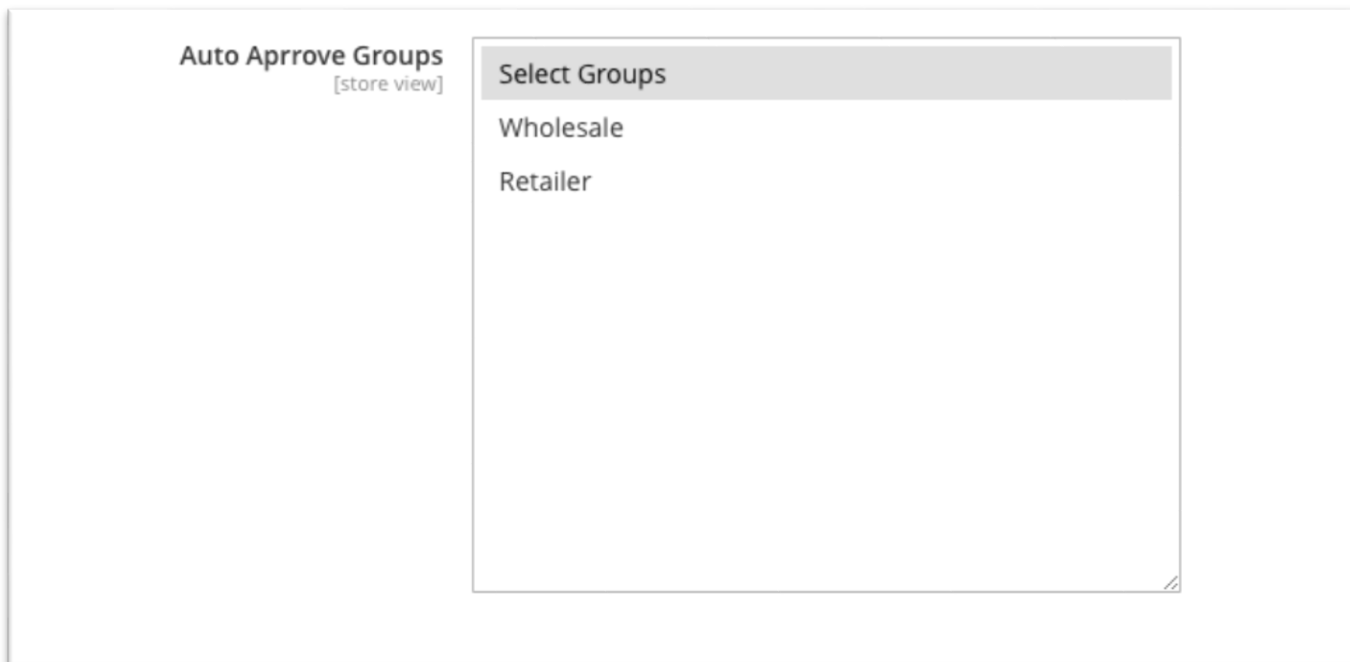 Auto Aprrove Groups
[store view]
Select Groups
Wholesale
Retailer